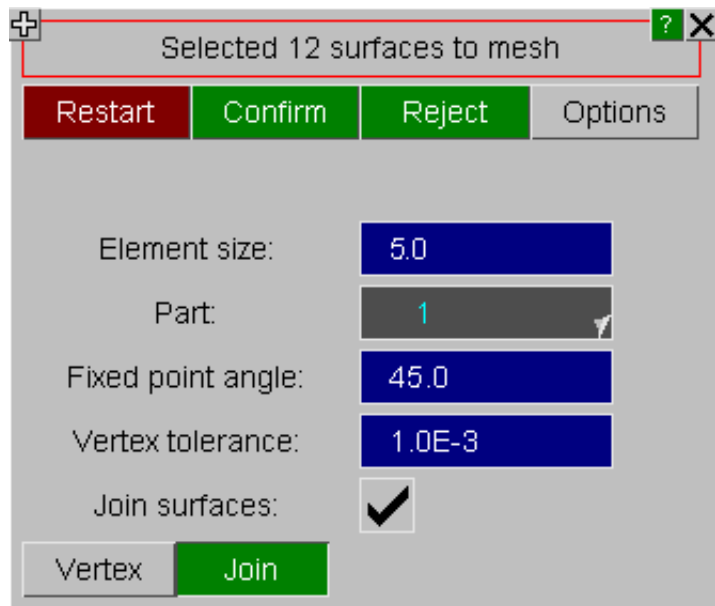 ?
Selected 12 surfaces to mesh
Restart Confirm Reject Options
Element size: 5.0
Part: 1
Fixed point angle: 45.0
Vertex tolerance: 1.0E-3
Join surfaces:
Vertex Join